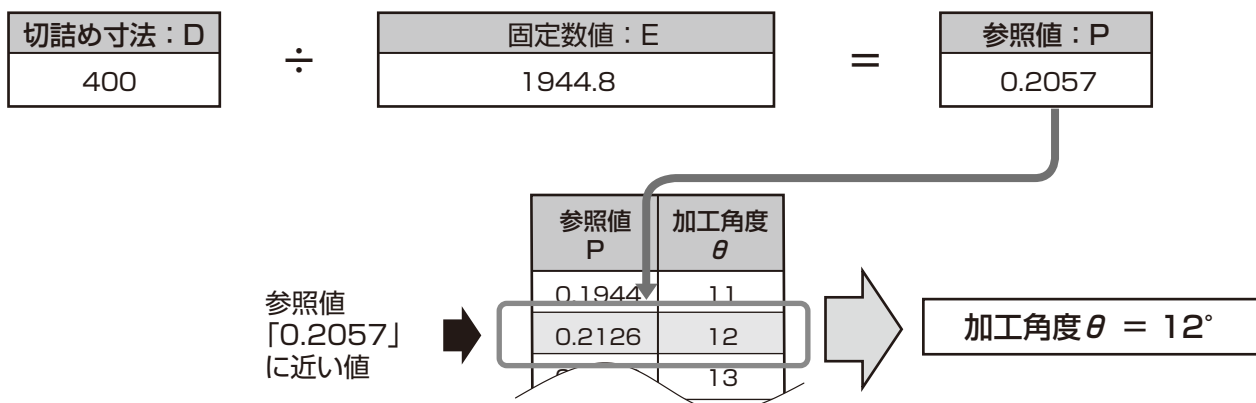 切詰め寸法：D
400
÷
固定数値：E
1944.8
＝
参照値：P
0.2057
参照値
P
加工角度
θ
0.1944
11
参照値
「0.2057」
に近い値
0.2126
12
加工角度θ ＝ 12°
13